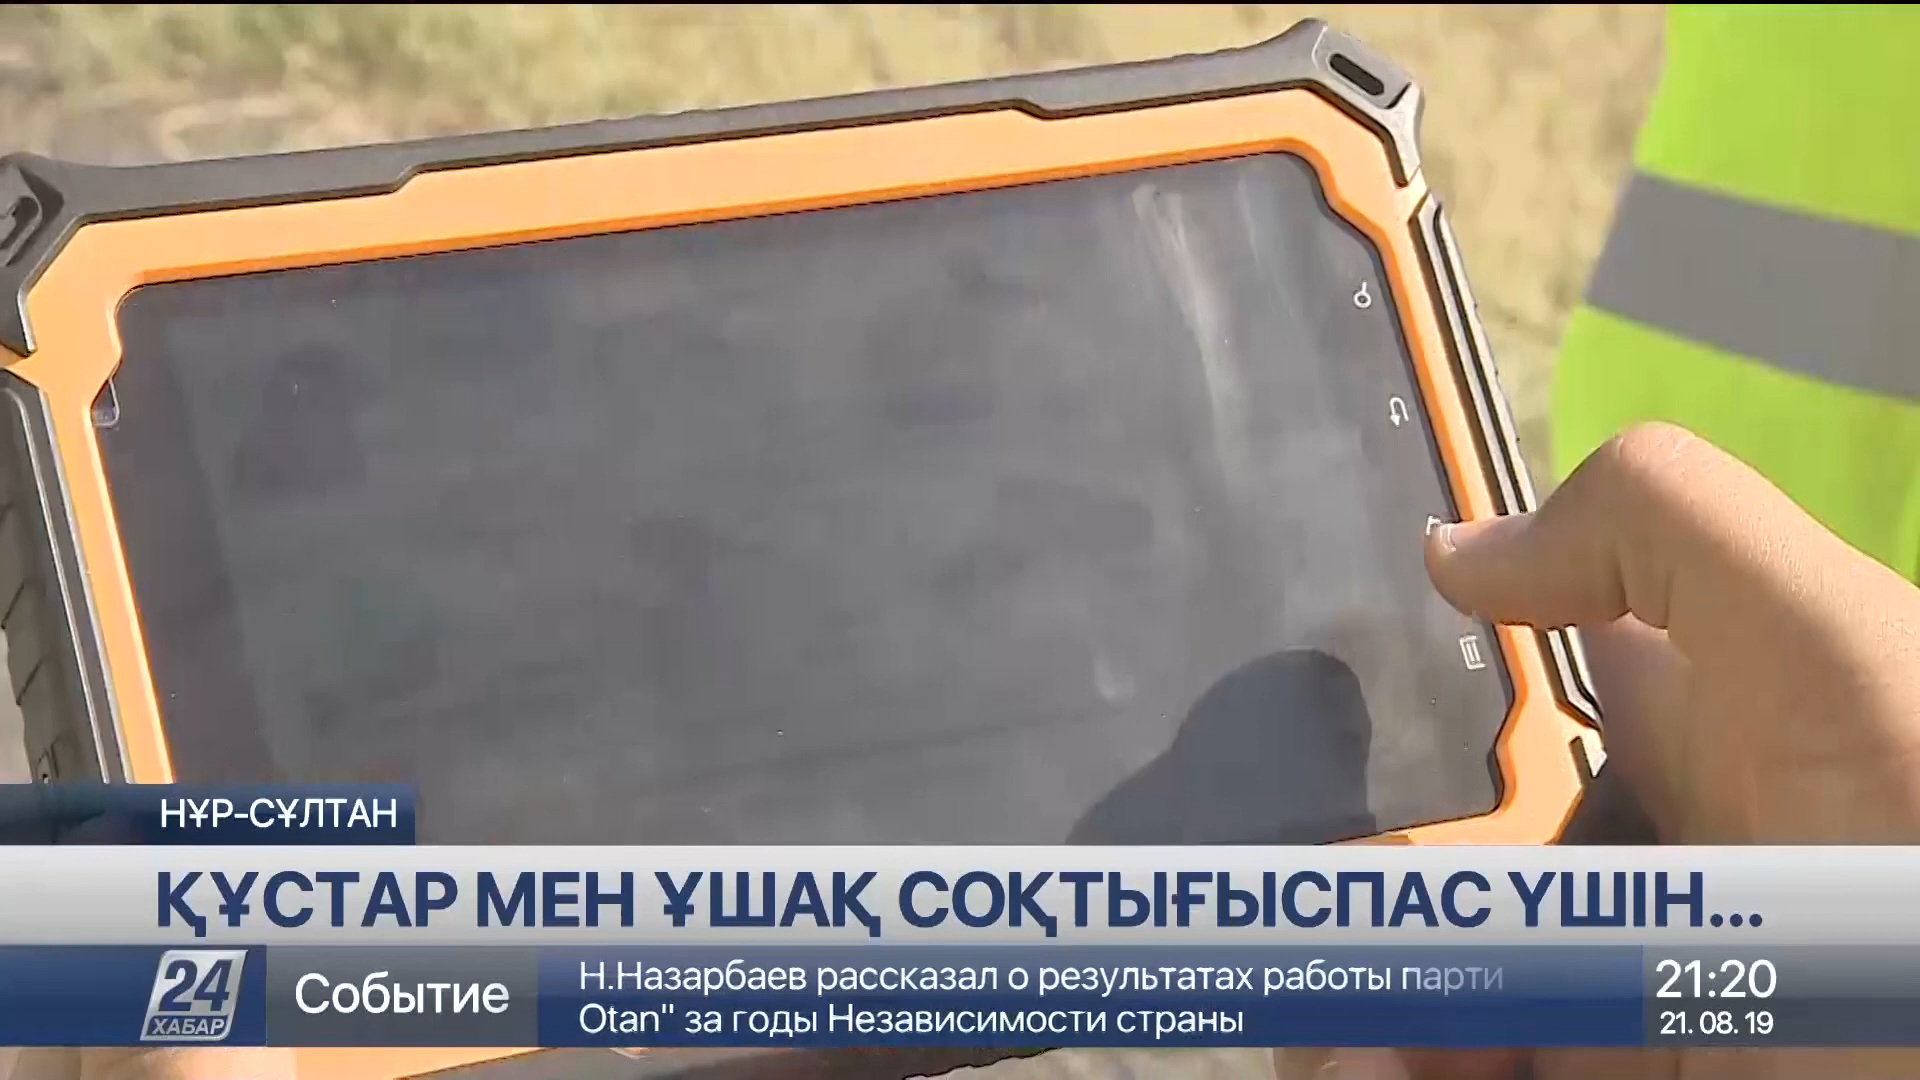 НҰР-СҰЛТАН
ҚҰСТАР МЕН ҰШАҚ СОҚТЫҒЫСПАС ҮШІН...
24
ХАБАР
Событие
Н.Назарбаев рассказал о результатах работы парти
Otan" за годы Независимости страны
21:20
21. 08. 19